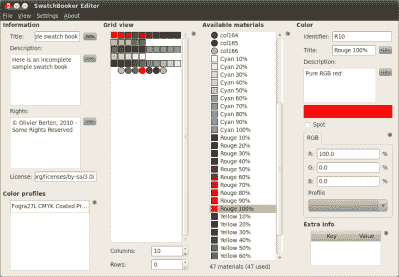 SwatchBooker Editor
File View Settings About
Information
Title: le swatch book
Description:
Here is an incomplete
sample swatch book
Rights:
© Olivier Berten, 2010 -
Some Rights Reserved
License: org/licenses/by-sa/3.0/
Color profiles
Fogra27L CMYK Coated Pr...
Grid view
Columns: 10
Rows: 0
Available materials
col164
col165
col166
Cyan 10%
Cyan 20%
Cyan 30%
Cyan 40%
Cyan 50%
Cyan 60%
Cyan 70%
Cyan 80%
Cyan 90%
Cyan 100%
Rouge 10%
Rouge 20%
Rouge 30%
Rouge 40%
Rouge 50%
Rouge 60%
Rouge 70%
Rouge 80%
Rouge 90%
Rouge 100%
Yellow 10%
Yellow 20%
Yellow 30%
Yellow 40%
Yellow 50%
Yellow 60%
47 materials (47 used)
Color
Identifier: R10
Title: Rouge 100%
Description:
Pure RGB red
Spot
RGB
R: 100.0 %
G: 0.0 %
B: 0.0 %
Profile
Extra info
Key Value